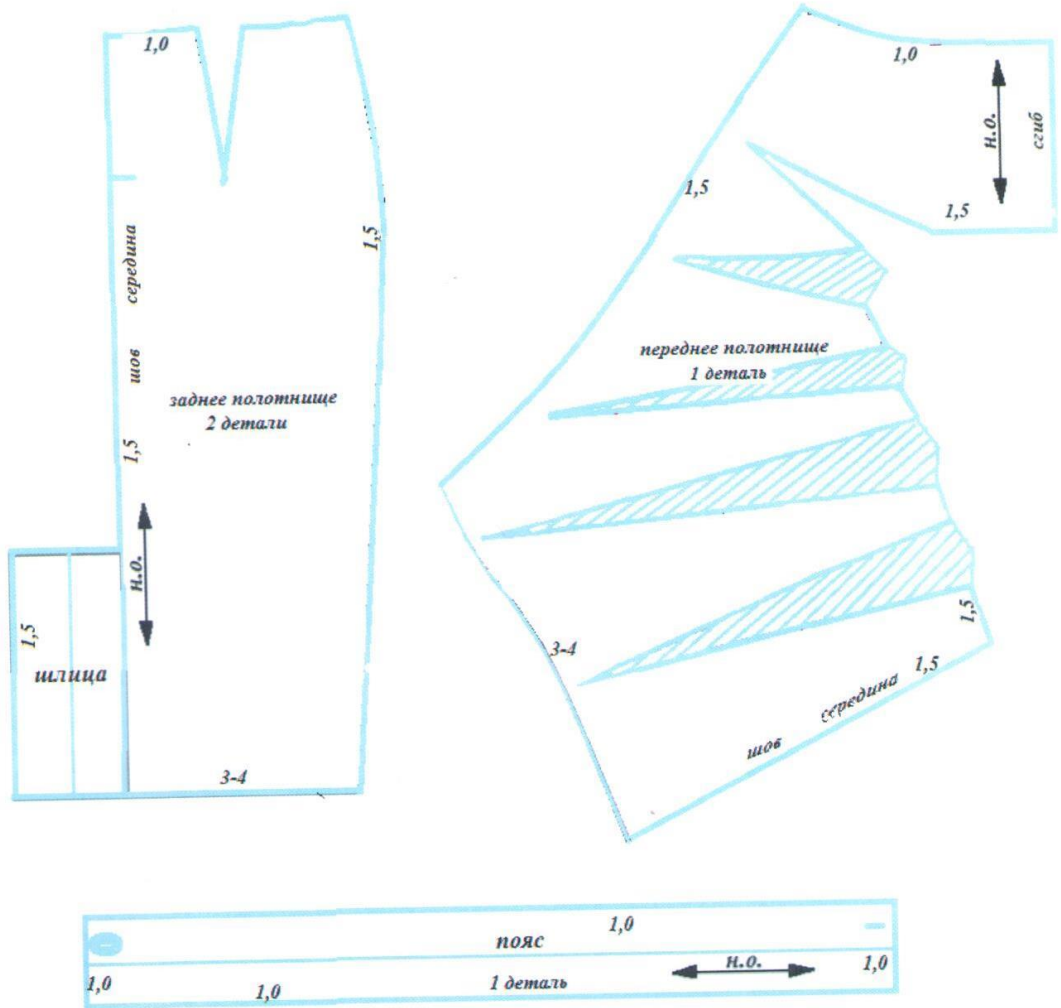 1,0
середина
шов
1,5
1,5
заднее полотнище
2 детали
н.о.
1,5
шлица
3-4
1,0
н.о.
сгиб
1,5
1,5
переднее полотнище
1 деталь
3-4
1,5
1,5
середина
шов
1,0
пояс
н.о.
1,0
1,0
1,0
1 деталь